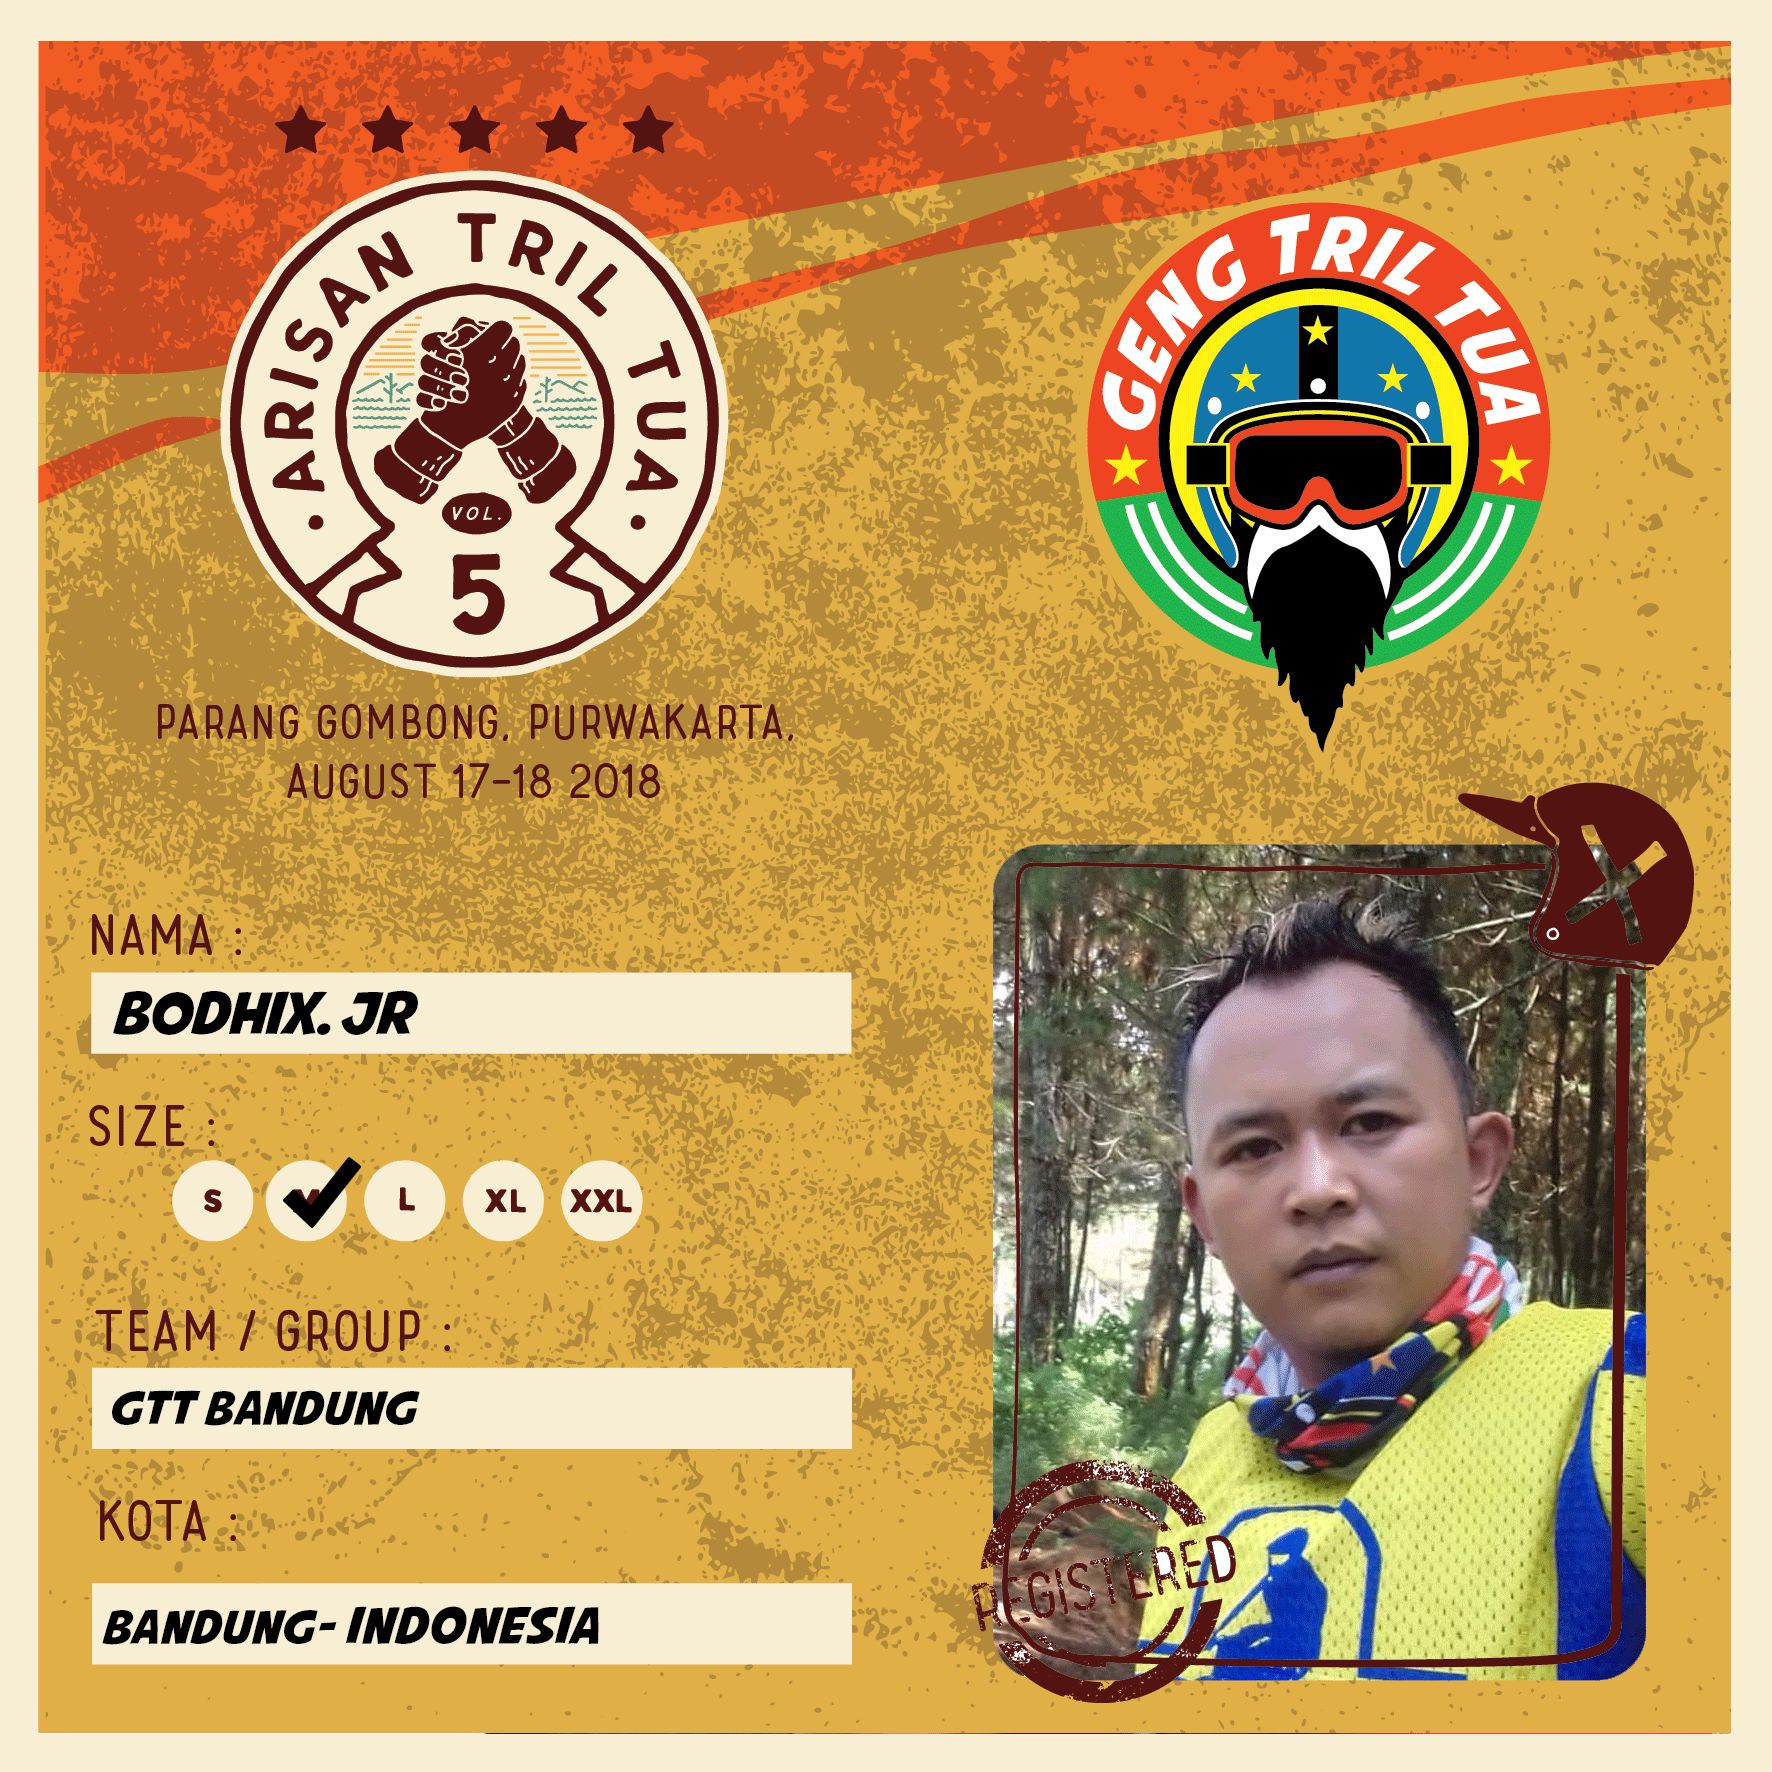 ARISAN TRIL TUA
VOL.
5
GENG TRIL TUA
PARANG GOMBONG, PURWAKARTA,
AUGUST 17-18 2018
NAMA :
BODHIX. JR
SIZE :
S L XL XXL
TEAM / GROUP :
GTT BANDUNG
KOTA :
BANDUNG- INDONESIA
REGISTERED